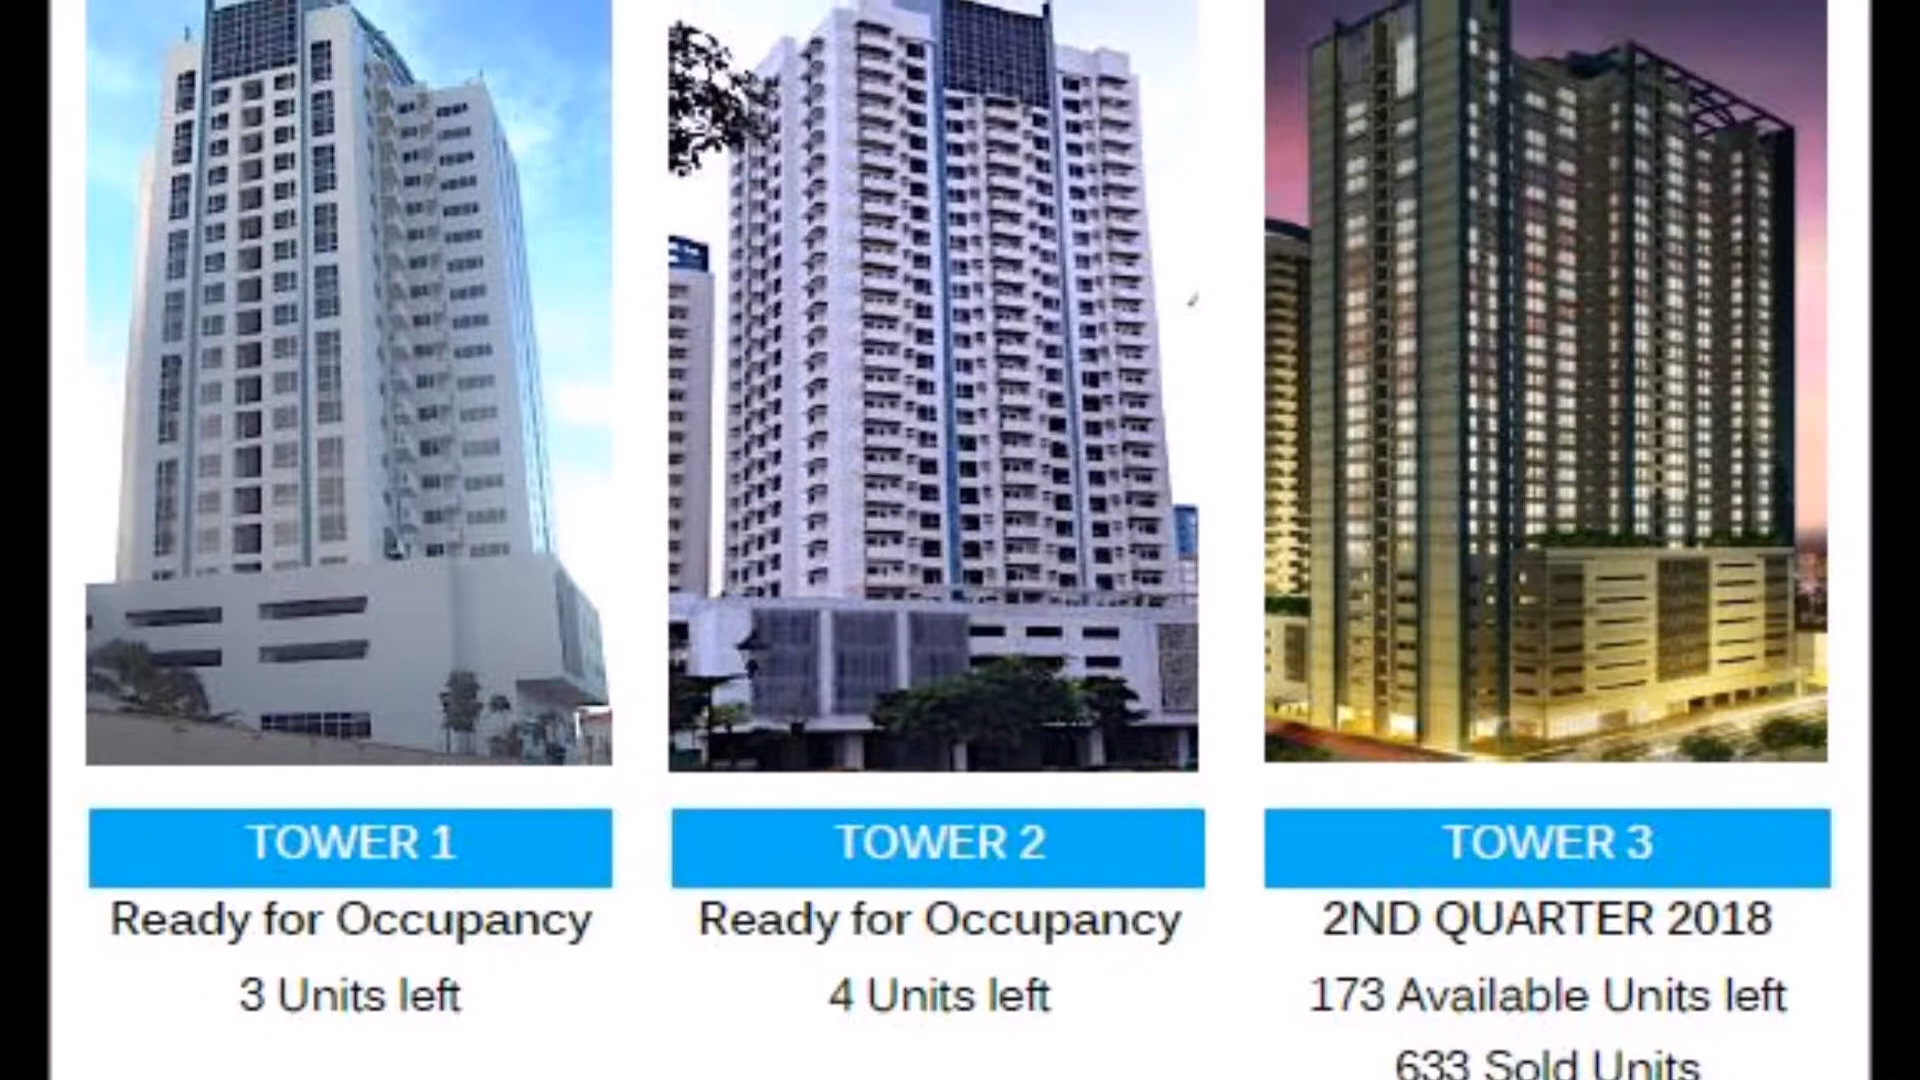 TOWER 1
Ready for Occupancy
3 Units left
TOWER 2
Ready for Occupancy
4 Units left
TOWER 3
2ND QUARTER 2018
173 Available Units left
633 Sold Units